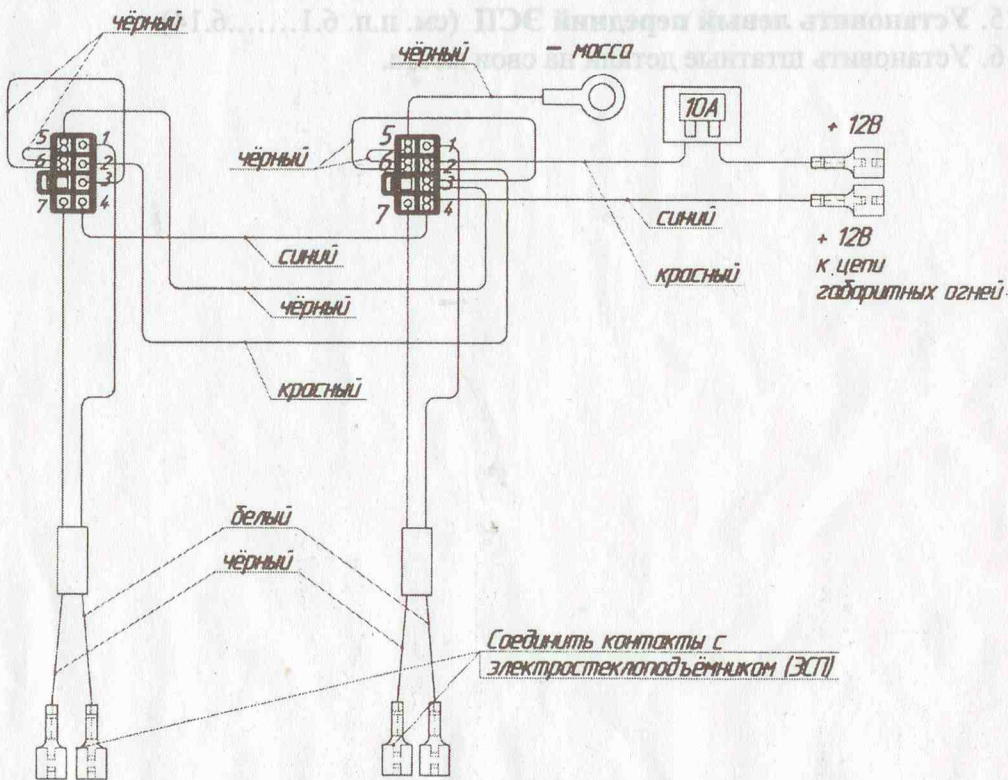 5. Установить левый передний ЭСП (см. п.п. 6.1.......6.14
6. Установить штатные детали на свои
чёрный
чёрный
– масса
10А
+ 12В
5
1
6
2
3
7
4
чёрный
5
1
6
2
3
7
4
синий
синий
+ 12В
к цепи
габаритных огней
красный
чёрный
красный
белый
чёрный
Соединить контакты с
электростеклоподъёмником (ЭСП)